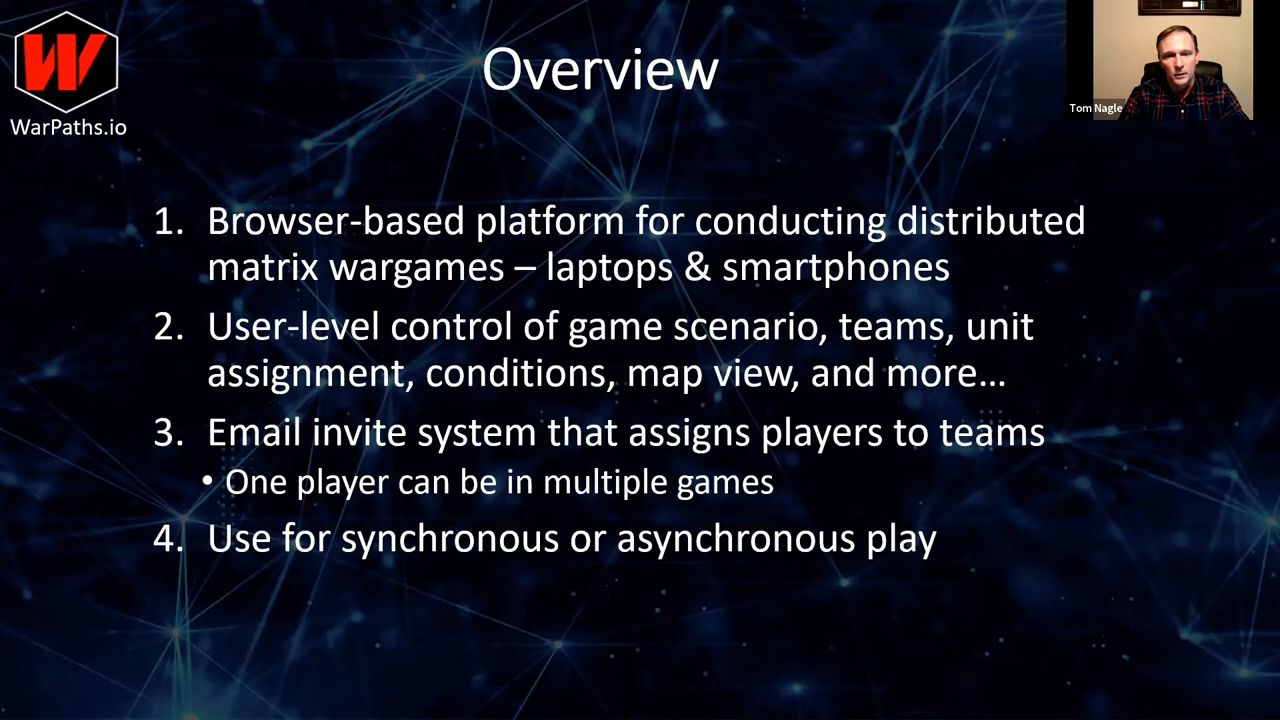 Overview
WarPaths.io
Tom Nagle
1. Browser-based platform for conducting distributed
matrix wargames – laptops & smartphones
2. User-level control of game scenario, teams, unit
assignment, conditions, map view, and more…
3. Email invite system that assigns players to teams
• One player can be in multiple games
4. Use for synchronous or asynchronous play